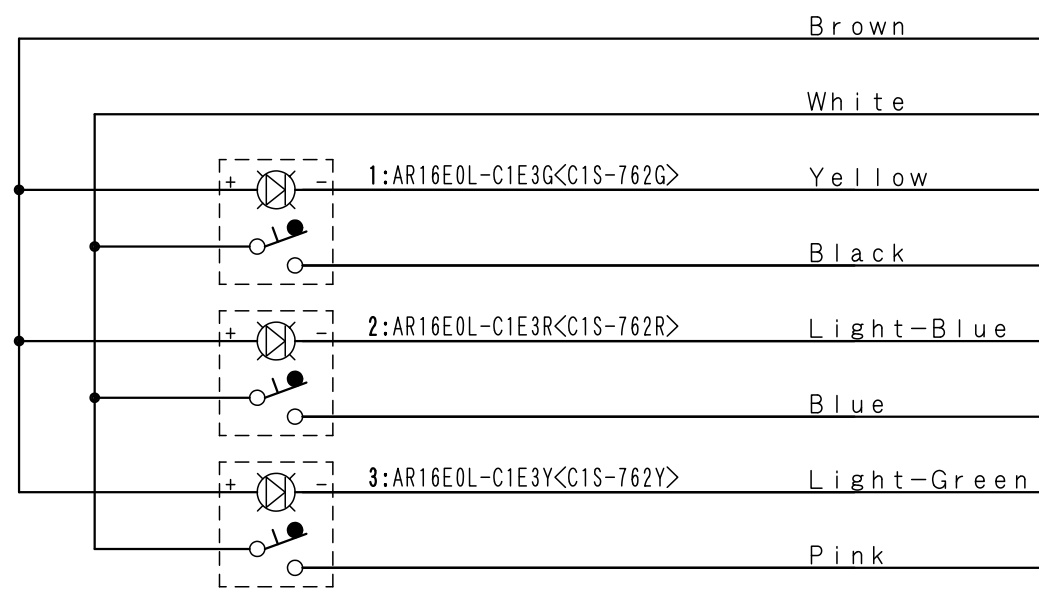 Brown
White
+ - 1:AR16E0L-C1E3G<C1S-762G> Yellow
Black
+ - 2:AR16E0L-C1E3R<C1S-762R> Light-Blue
Blue
+ - 3:AR16E0L-C1E3Y<C1S-762Y> Light-Green
Pink